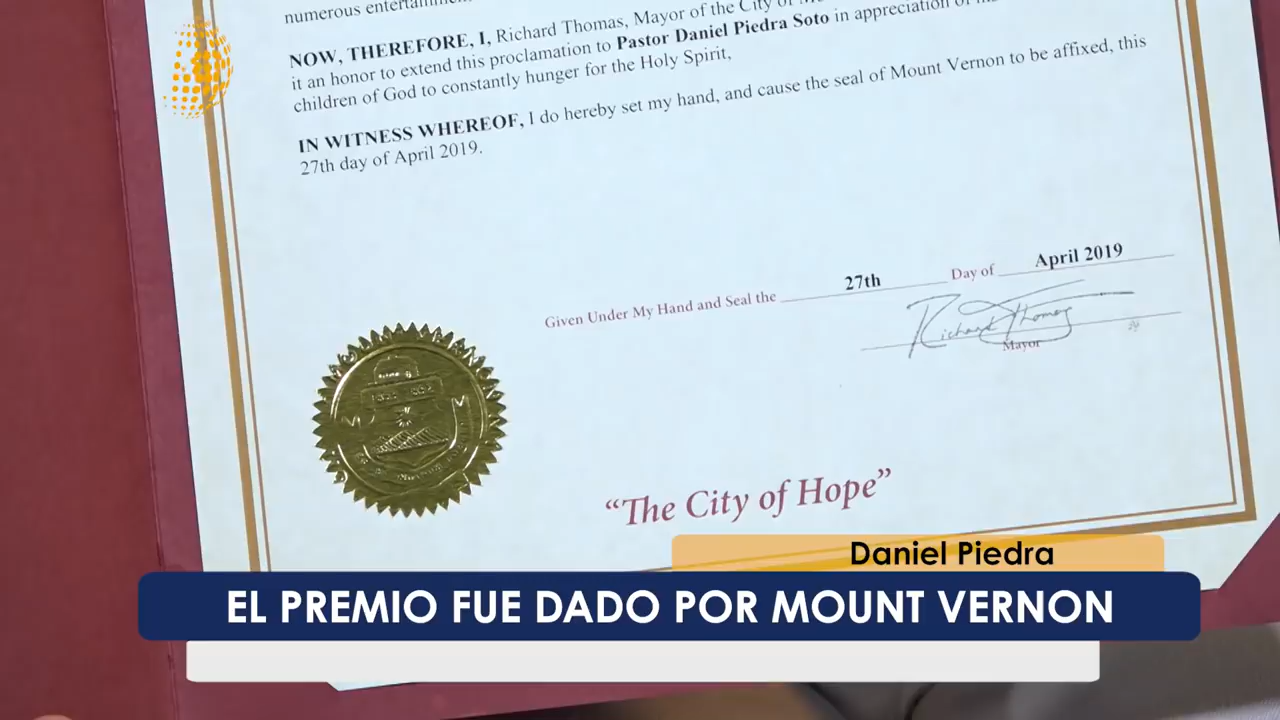 numerous
NOW, THEREFORE, I, Richard Thomas, Mayor of the City of
it an honor to extend this proclamation to Pastor Daniel Piedra Soto in appreciation of
children of God to constantly hunger for the Holy Spirit,
IN WITNESS WHEREOF, I do hereby set my hand, and cause the seal of Mount Vernon to be affixed, this
27th day of April 2019.
Given Under My Hand and Seal the 27th Day of April 2019
Richard Thomas
Mayor
“The City of Hope”
Daniel Piedra
EL PREMIO FUE DADO POR MOUNT VERNON